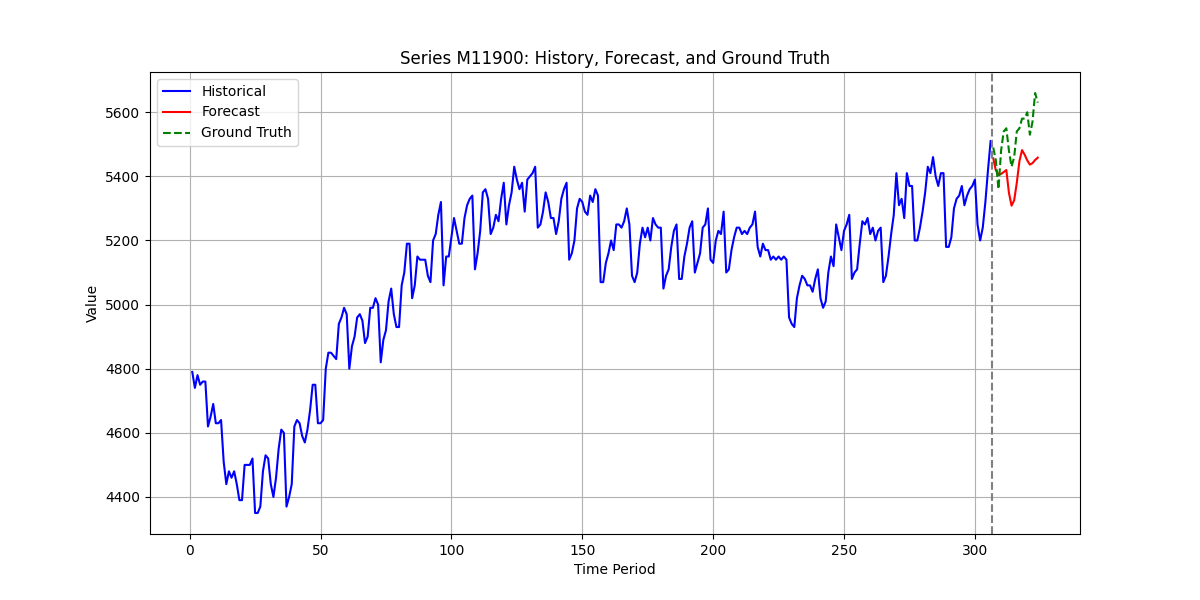 Series M11900: History, Forecast, and Ground Truth
Historical
Forecast
Ground Truth
5600
5400
5200
5000
4800
4600
4400
Value
0
50
100
150
200
250
300
Time Period